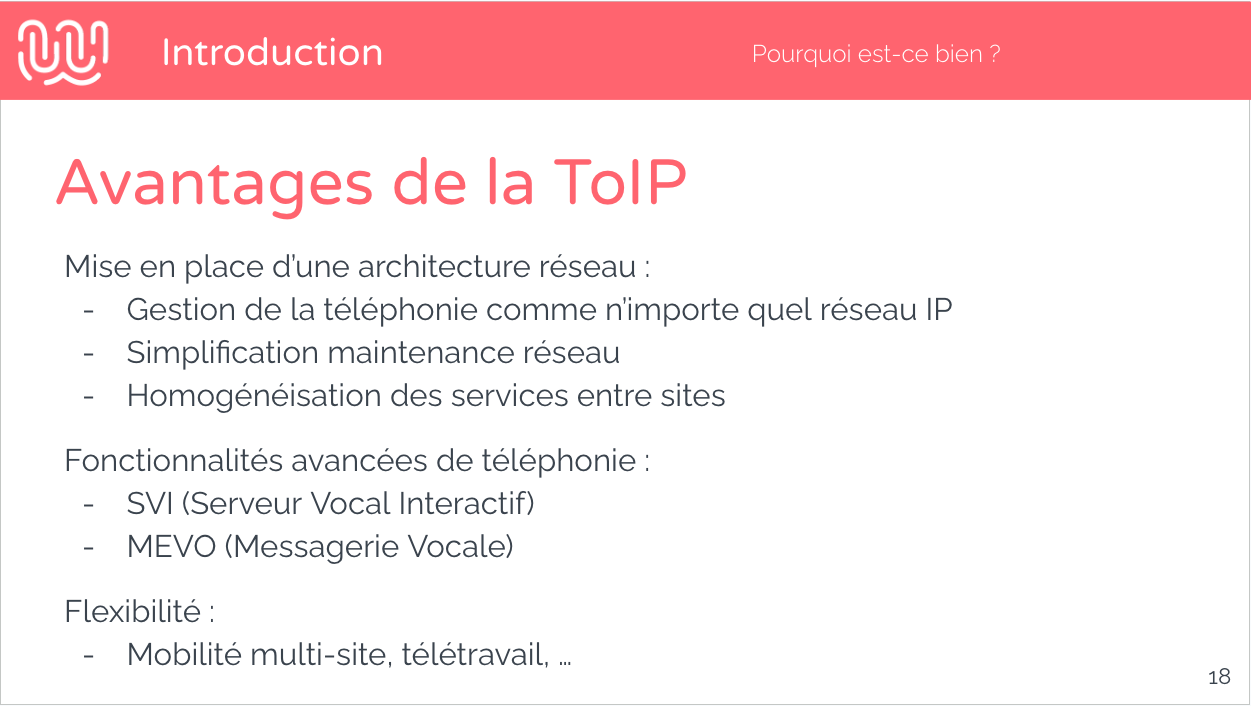 Introduction
Pourquoi est-ce bien ?
Avantages de la ToIP
Mise en place d’une architecture réseau :
- Gestion de la téléphonie comme n’importe quel réseau IP
- Simplification maintenance réseau
- Homogénéisation des services entre sites
Fonctionnalités avancées de téléphonie :
- SVI (Serveur Vocal Interactif)
- MEVO (Messagerie Vocale)
Flexibilité :
- Mobilité multi-site, télétravail, …
18